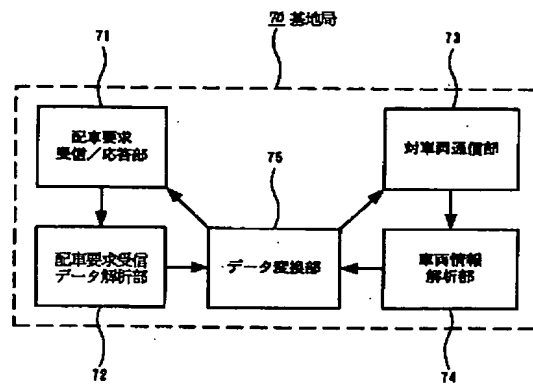 70 基地局
71
73
配車要求
受信／応答部
対車両通信部
75
配車要求受信
データ解析部
データ変換部
車両情報
解析部
72
74